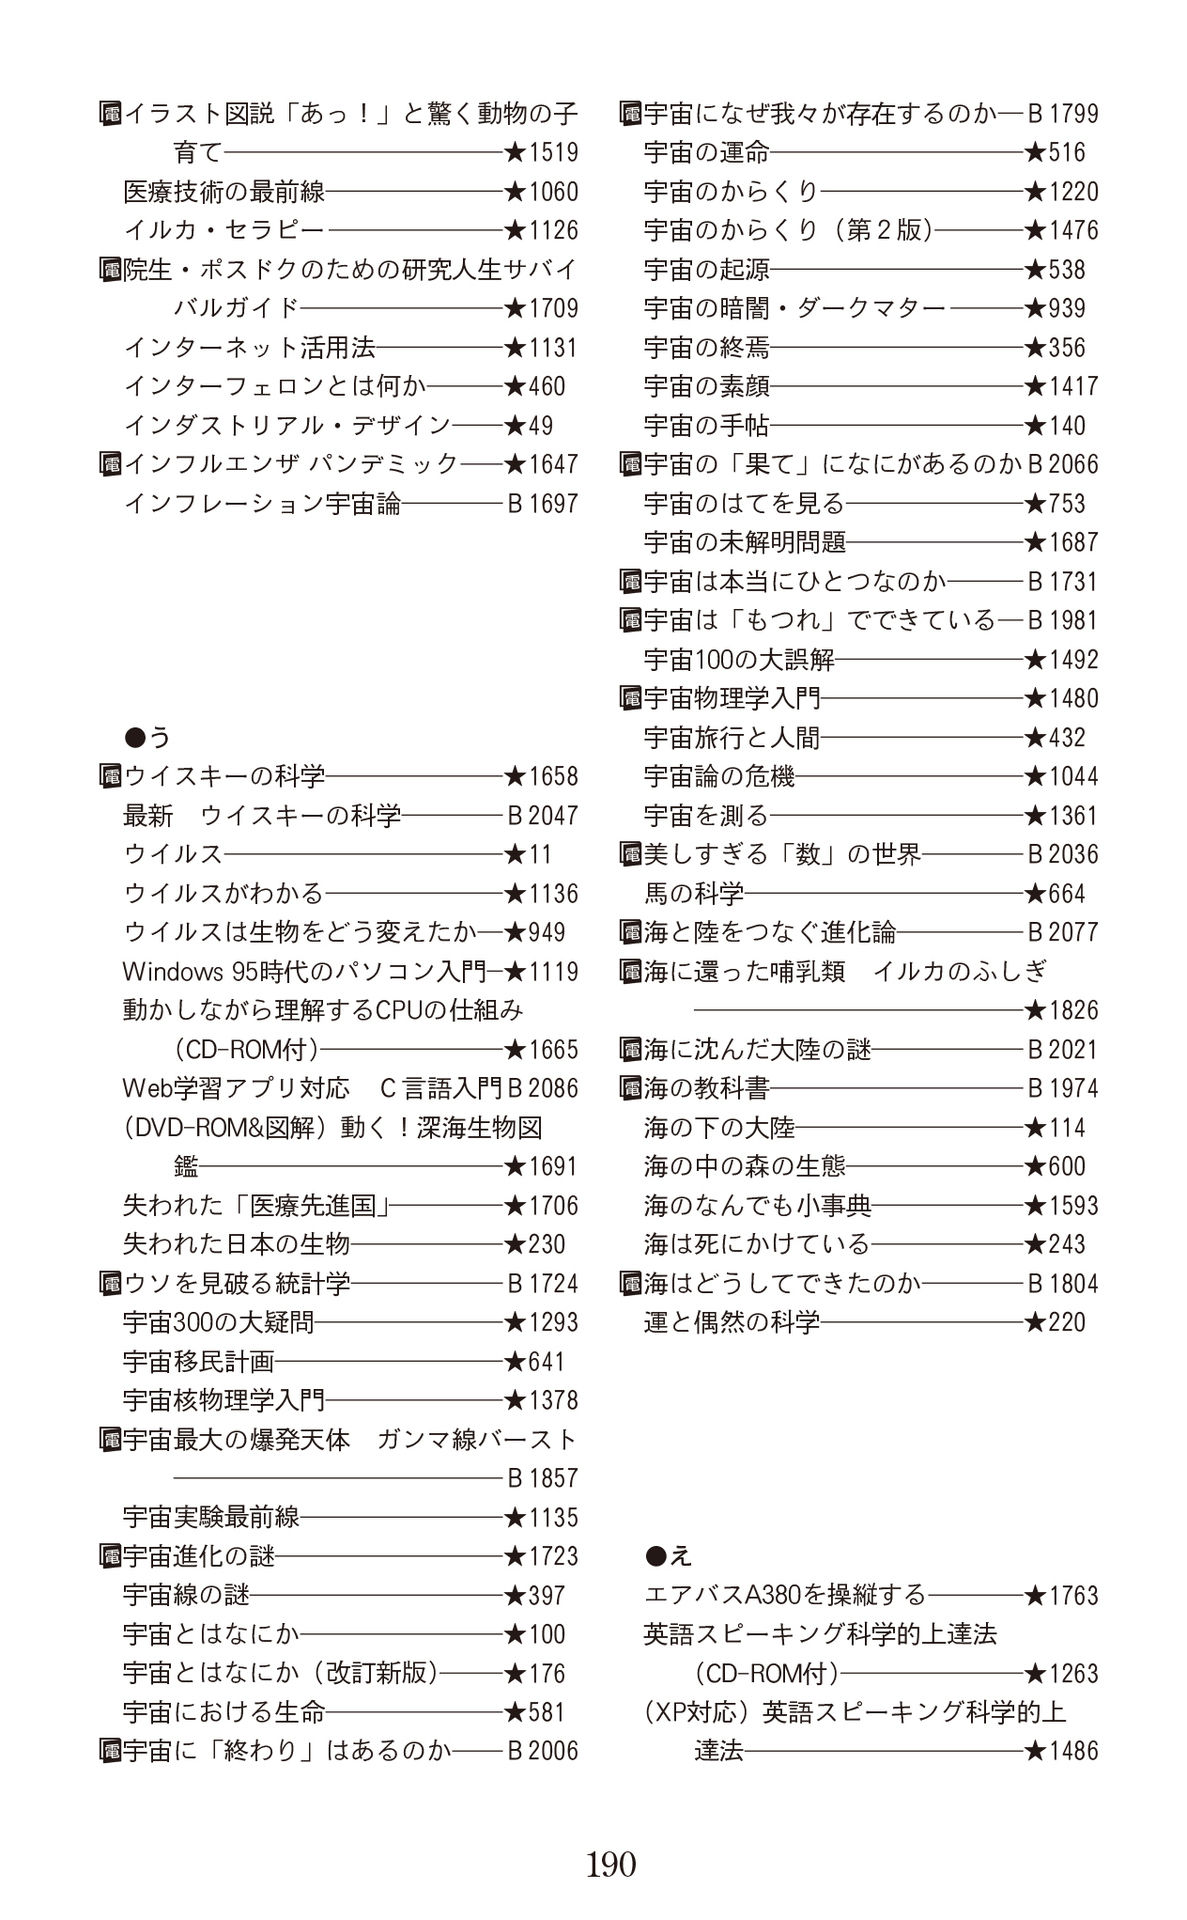 電イラスト図説「あっ！」と驚く動物の子
育て――★1519
医療技術の最前線――★1060
イルカ・セラピー――★1126
電院生・ポスドクのための研究人生サバイ
バルガイド――★1709
インターネット活用法――★1131
インターフェロンとは何か――★460
インダストリアル・デザイン――★49
電インフルエンザ パンデミック――★1647
インフレーション宇宙論――B1697
●う
電ウイスキーの科学――★1658
最新　ウイスキーの科学――B2047
ウイルス――★11
ウイルスがわかる――★1136
ウイルスは生物をどう変えたか―★949
Windows 95時代のパソコン入門―★1119
動かしながら理解するCPUの仕組み
（CD-ROM付）――★1665
Web学習アプリ対応　C言語入門B2086
（DVD-ROM&図解）動く！深海生物図
鑑――★1691
失われた「医療先進国」――★1706
失われた日本の生物――★230
電ウソを見破る統計学――B1724
宇宙300の大疑問――★1293
宇宙移民計画――★641
宇宙核物理学入門――★1378
電宇宙最大の爆発天体　ガンマ線バースト
――B1857
宇宙実験最前線――★1135
電宇宙進化の謎――★1723
宇宙線の謎――★397
宇宙とはなにか――★100
宇宙とはなにか（改訂新版）――★176
宇宙における生命――★581
電宇宙に「終わり」はあるのか――B2006
電宇宙になぜ我々が存在するのか―B1799
宇宙の運命――★516
宇宙のからくり――★1220
宇宙のからくり（第２版）――★1476
宇宙の起源――★538
宇宙の暗闇・ダークマター――★939
宇宙の終焉――★356
宇宙の素顔――★1417
宇宙の手帖――★140
電宇宙の「果て」になにがあるのかB2066
宇宙のはてを見る――★753
宇宙の未解明問題――★1687
電宇宙は本当にひとつなのか――B1731
電宇宙は「もつれ」でできている―B1981
宇宙100の大誤解――★1492
電宇宙物理学入門――★1480
宇宙旅行と人間――★432
宇宙論の危機――★1044
宇宙を測る――★1361
電美しすぎる「数」の世界――B2036
馬の科学――★664
電海と陸をつなぐ進化論――B2077
電海に還った哺乳類　イルカのふしぎ
――★1826
電海に沈んだ大陸の謎――B2021
電海の教科書――B1974
海の下の大陸――★114
海の中の森の生態――★600
海のなんでも小事典――★1593
海は死にかけている――★243
電海はどうしてできたのか――B1804
運と偶然の科学――★220
●え
エアバスA380を操縦する――★1763
英語スピーキング科学的上達法
（CD-ROM付）――★1263
（XP対応）英語スピーキング科学的上
達法――★1486
190